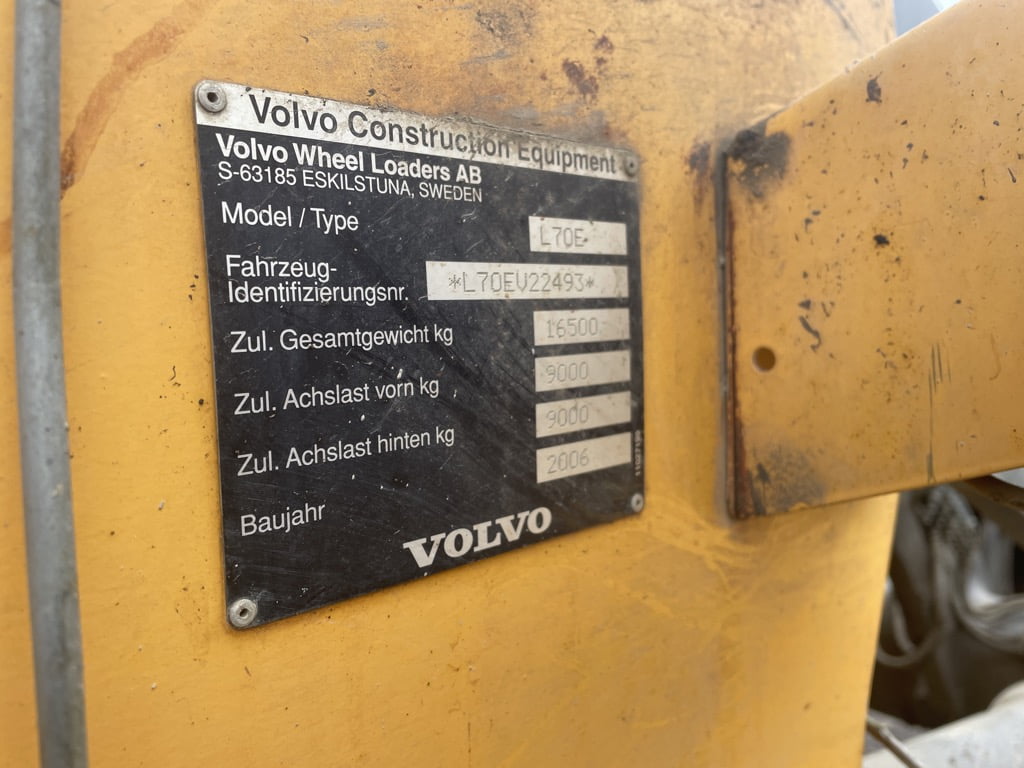 Volvo Construction Equipment
Volvo Wheel Loaders AB
S-63185 ESKILSTUNA, SWEDEN
Model / Type L70E
Fahrzeug-
Identifizierungsnr. *L70EV22493*
Zul. Gesamtgewicht kg 16500
Zul. Achslast vorn kg 9000
Zul. Achslast hinten kg 9000
Baujahr 2006
VOLVO